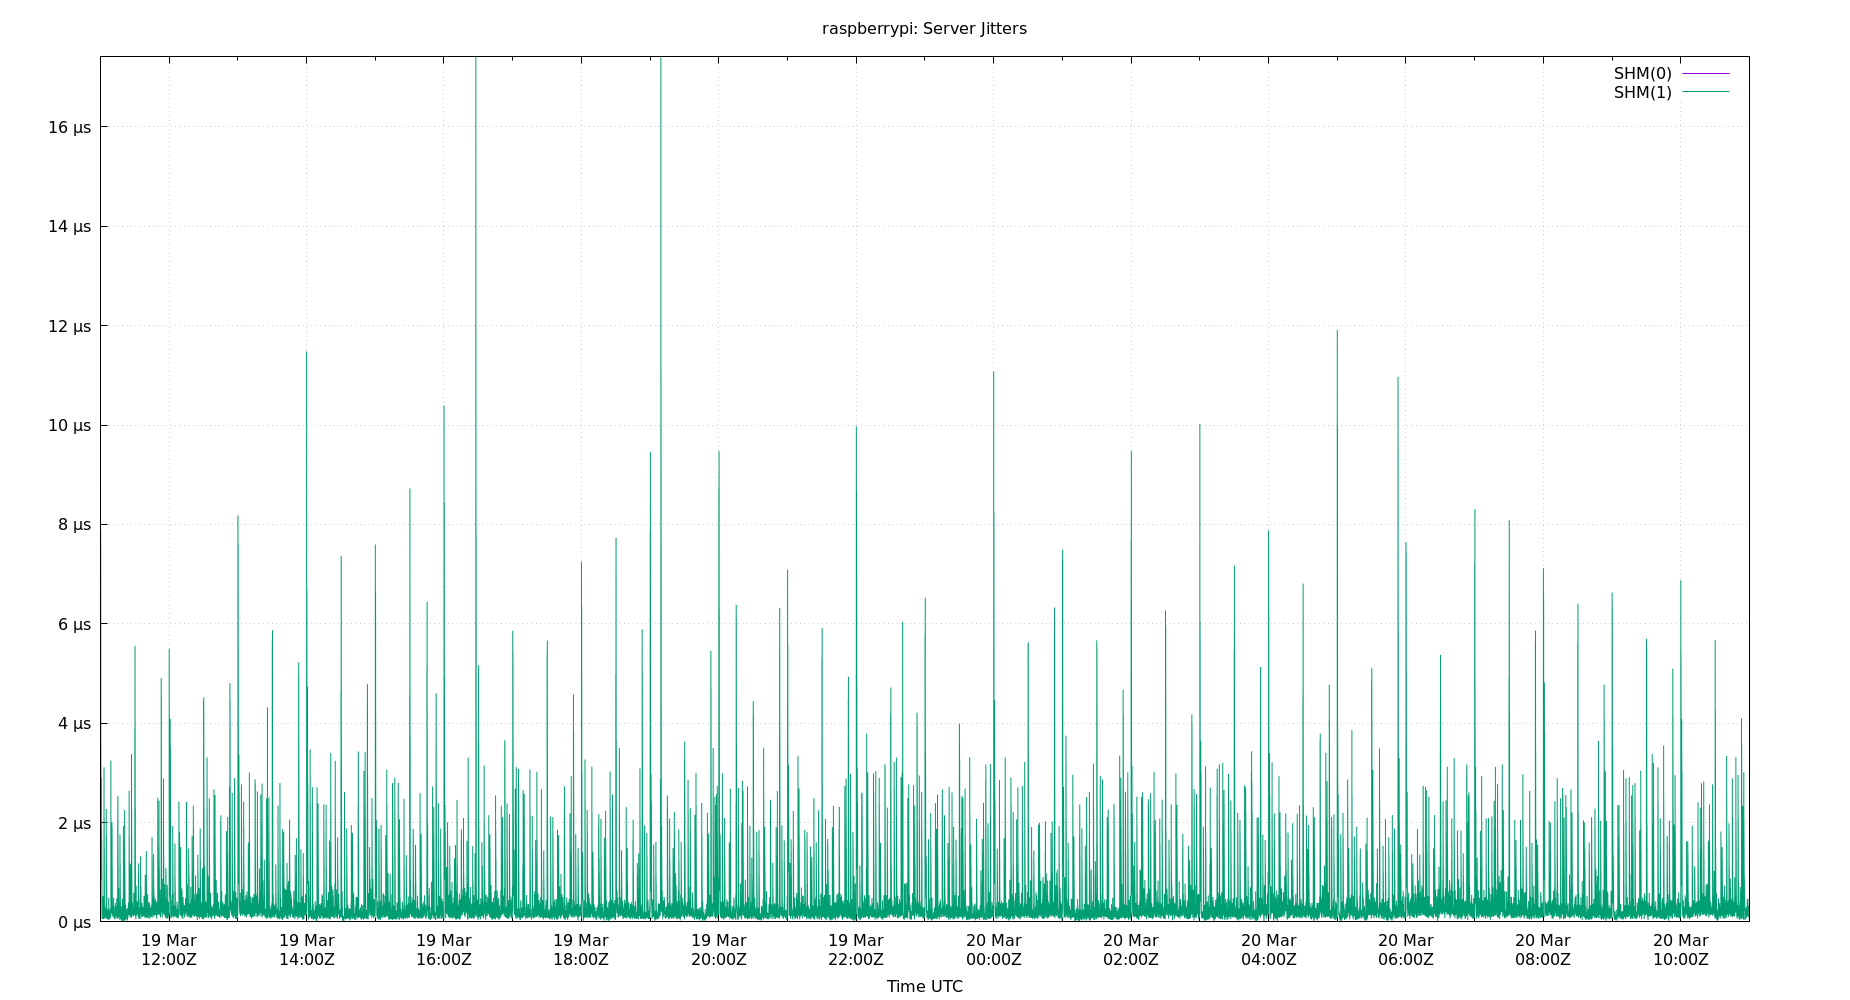 raspberrypi: Server Jitters
SHM(0)
SHM(1)
16 µs
14 µs
12 µs
10 µs
8 µs
6 µs
4 µs
2 µs
0 µs
19 Mar 19 Mar 19 Mar 19 Mar 19 Mar 19 Mar 20 Mar 20 Mar 20 Mar 20 Mar 20 Mar 20 Mar
12:00Z 14:00Z 16:00Z 18:00Z 20:00Z 22:00Z 00:00Z 02:00Z 04:00Z 06:00Z 08:00Z 10:00Z
Time UTC